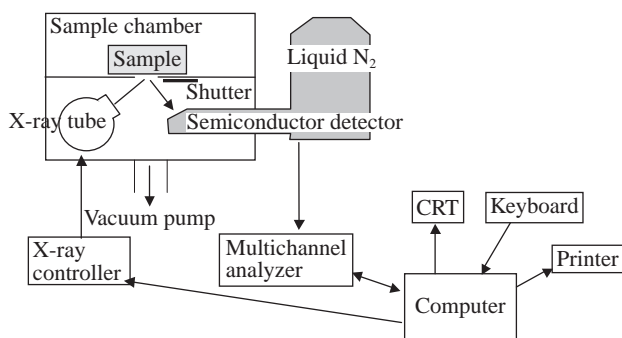 Sample chamber
Sample
Liquid N₂
Shutter
X-ray tube
Semiconductor detector
Vacuum pump
CRT
Keyboard
X-ray
controller
Multichannel
analyzer
Printer
Computer